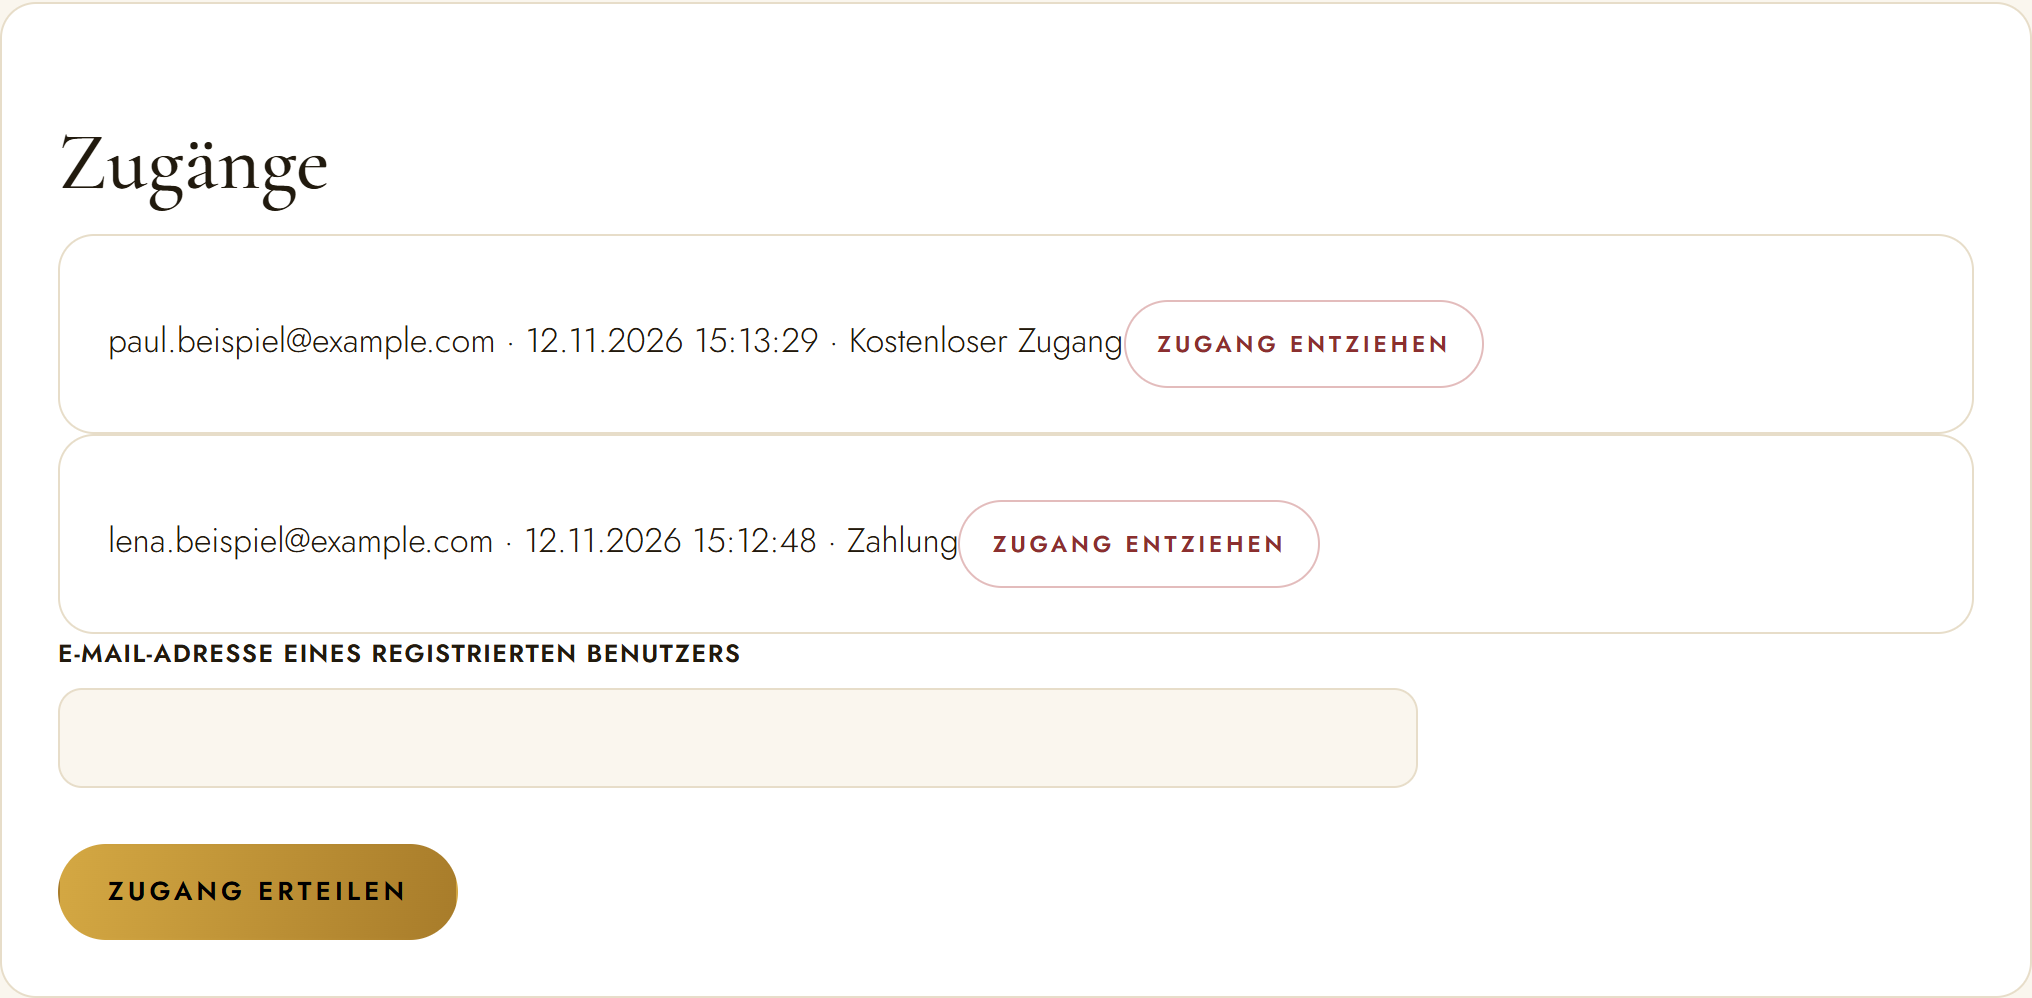 Zugänge
paul.beispiel@example.com · 12.11.2026 15:13:29 · Kostenloser Zugang ZUGANG ENTZIEHEN
lena.beispiel@example.com · 12.11.2026 15:12:48 · Zahlung ZUGANG ENTZIEHEN
E-MAIL-ADRESSE EINES REGISTRIERTEN BENUTZERS
ZUGANG ERTEILEN